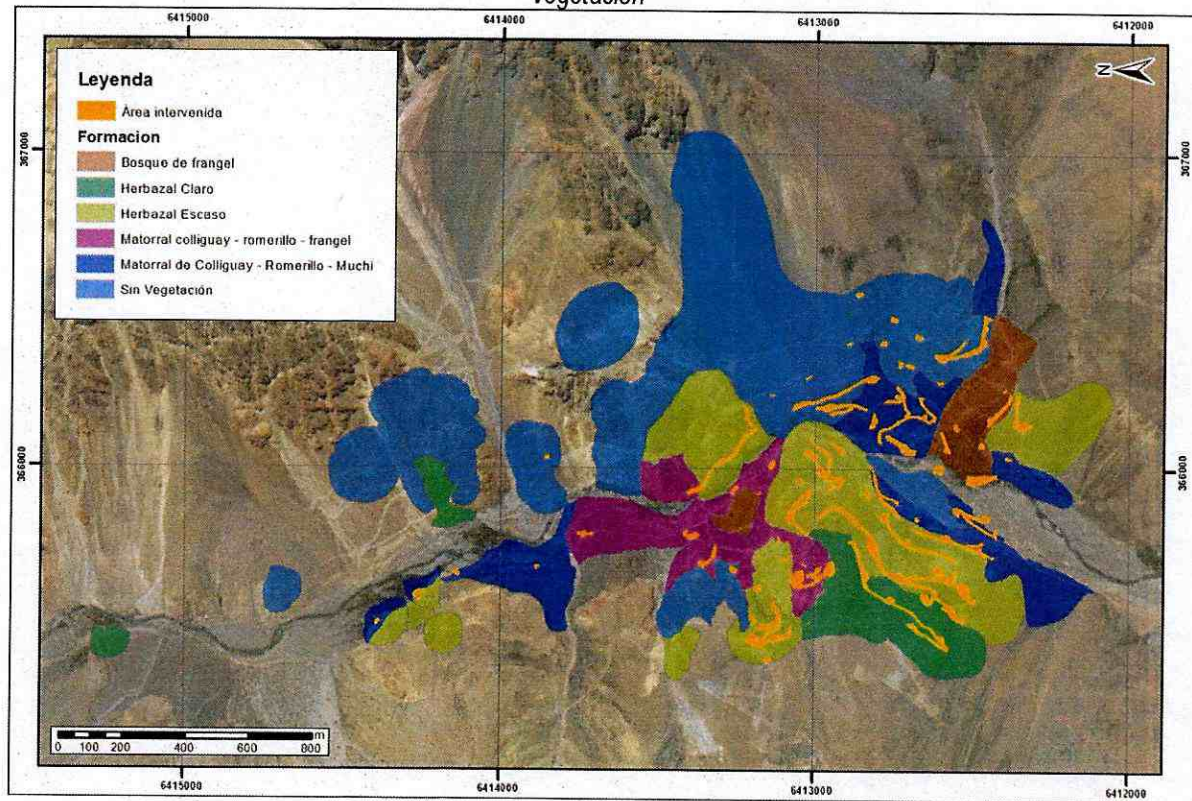 vegetación
6415000 6414000 6413000 6412000
367000 367000
366000 366000
Leyenda
Área intervenida
Formacion
Bosque de frangel
Herbazal Claro
Herbazal Escaso
Matorral colliguay - romerillo - frangel
Matorral de Colliguay - Romerillo - Muchi
Sin Vegetación
N
m
0 100 200 400 600 800
6415000 6414000 6413000 6412000